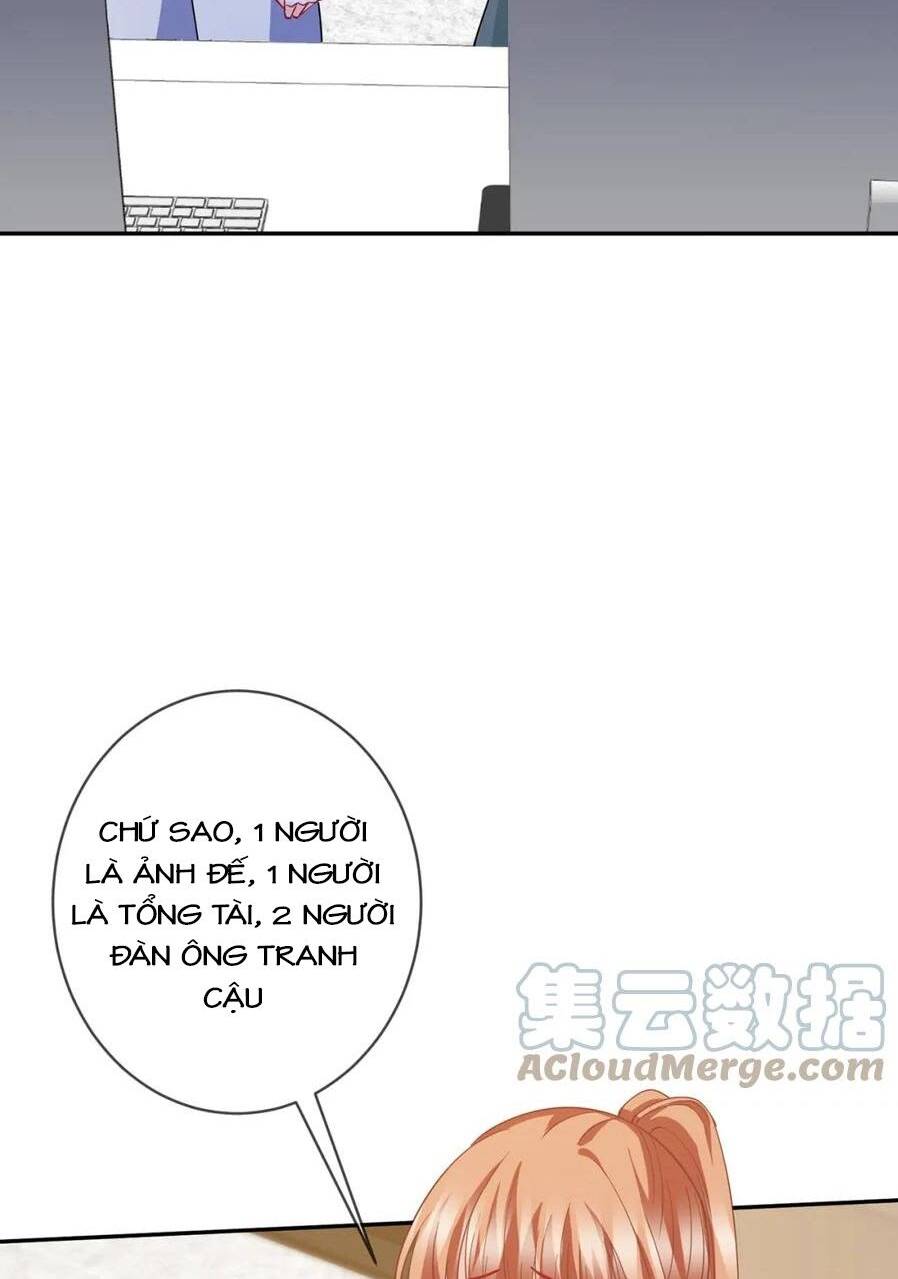 CHỨ SAO, 1 NGƯỜI
LÀ ẢNH ĐẾ, 1 NGƯỜI
LÀ TỔNG TÀI, 2 NGƯỜI
ĐÀN ÔNG TRANH
CẬU
集云数据
ACloudMerge.com